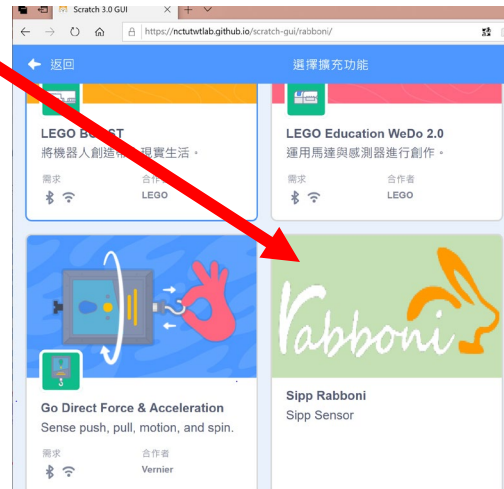 Scratch 3.0 GUI
https://nctutwtlab.github.io/scratch-gui/rabboni/
返回
選擇擴充功能
LEGO
將機器人創造 現實生活。
需求
合作者
LEGO
LEGO Education WeDo 2.0
運用馬達與感測器進行創作。
需求
合作者
LEGO
Go Direct Force & Acceleration
Sense push, pull, motion, and spin.
需求
合作者
Vernier
rabboni
Sipp Rabboni
Sipp Sensor